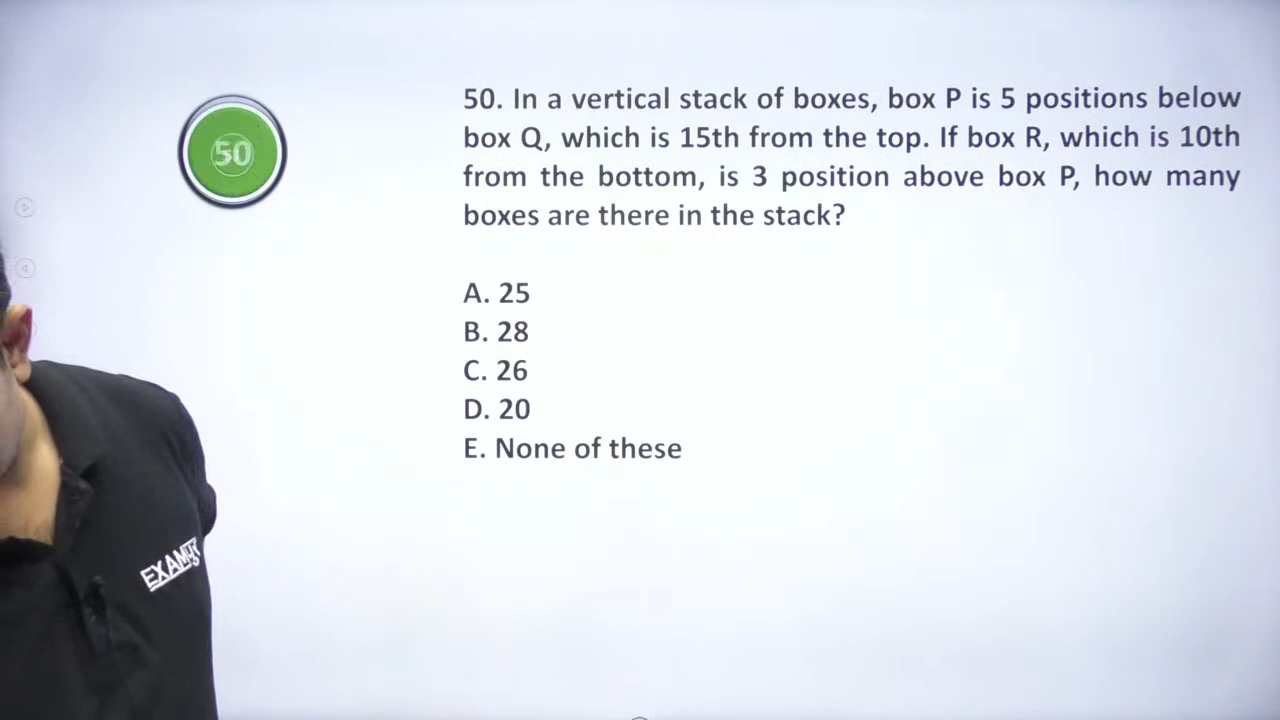 50
50. In a vertical stack of boxes, box P is 5 positions below
box Q, which is 15th from the top. If box R, which is 10th
from the bottom, is 3 position above box P, how many
boxes are there in the stack?
A. 25
B. 28
C. 26
D. 20
E. None of these